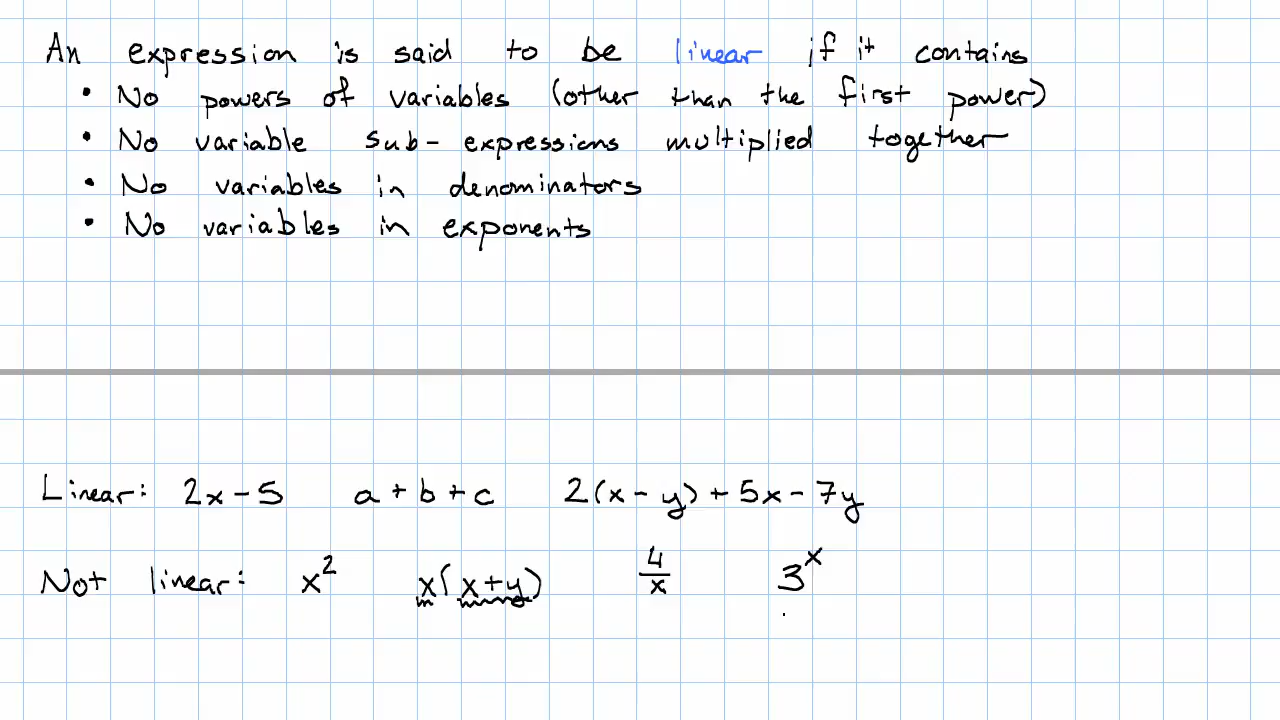 An expression is said to be linear if it contains
• No powers of variables (other than the first power)
• No variable sub-expressions multiplied together
• No variables in denominators
• No variables in exponents
Linear: 2x - 5 a + b + c 2(x - y) + 5x - 7y
Not linear: x² x(x+y) 4/x 3ˣ